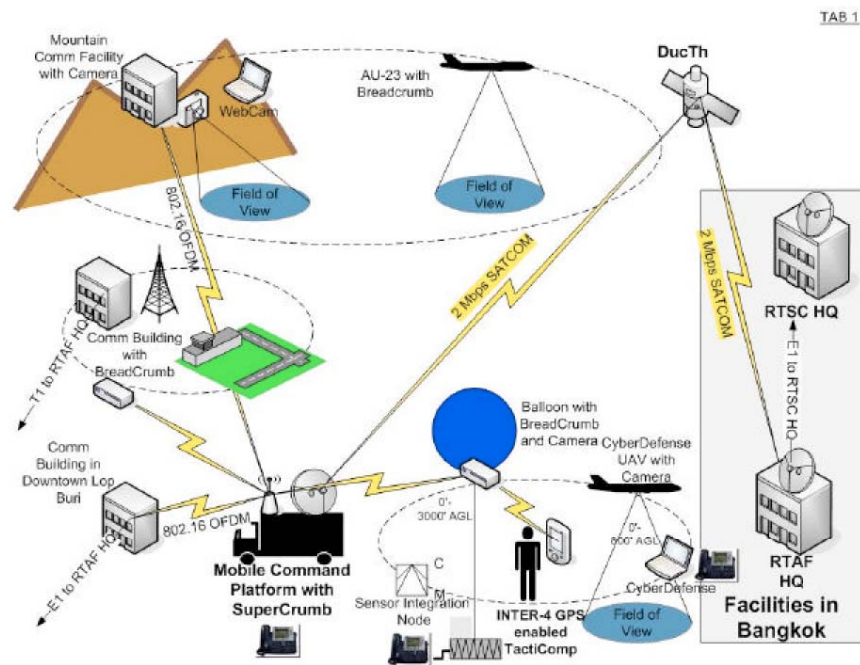 TAB 1
Mountain
Comm Facility
with Camera
WebCam
AU-23 with
Breadcrumb
DucTh
Field of
View
Field of
View
802.16 OFDM
2 Mbps SATCOM
2 Mbps SATCOM
RTSC HQ
Comm Building
with
BreadCrumb
T1 to RTAF HQ
E1 to RTSC HQ
Balloon with
BreadCrumb
and Camera
CyberDefense
UAV with
Camera
Comm
Building in
Downtown Lop
Buri
0'-
3000" AGL
0'-
800" AGL
802.16 OFDM
E1 to RTAF HQ
Mobile Command
Platform with
SuperCrumb
C
M
Sensor Integration
Node
INTER-4 GPS
enabled
TactiComp
CyberDefense
Field of
View
RTAF
HQ
Facilities in
Bangkok